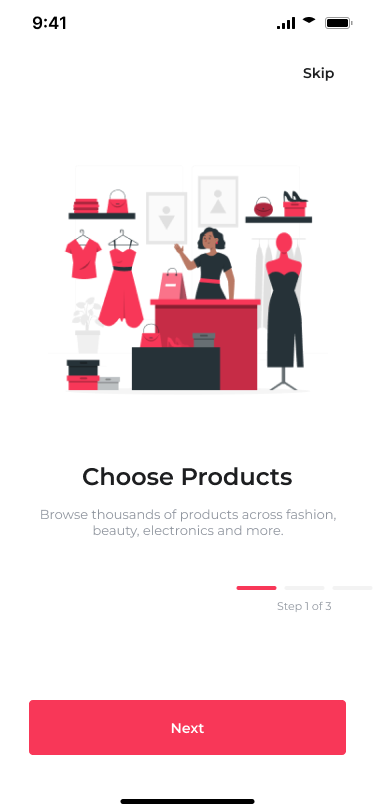 9:41
Skip
Choose Products
Browse thousands of products across fashion,
beauty, electronics and more.
Step 1 of 3
Next